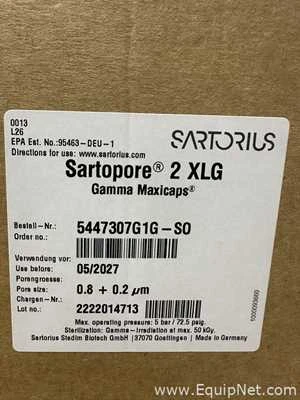 0013
L26
EPA Est. No.:95463-DEU-1
Directions for use: www.sartorius.com
SARTORIUS
Sartopore® 2 XLG
Gamma Maxicaps®
Bestell-Nr.: 5447307G1G-SO
Order no.:
Verwendung vor:
Use before: 05/2027
Porengroesse:
Pore size: 0.8 + 0.2 µm
Chargen-Nr.:
Lot no.: 2222014713
Max. operating pressure: 5 bar / 72.5 psig.
Sterilization: Gamma-Irradiation at max. 50 kGy.
Sartorius Stedim Biotech GmbH | 37070 Goettingen | Made in Germany
www.EquipNet.com